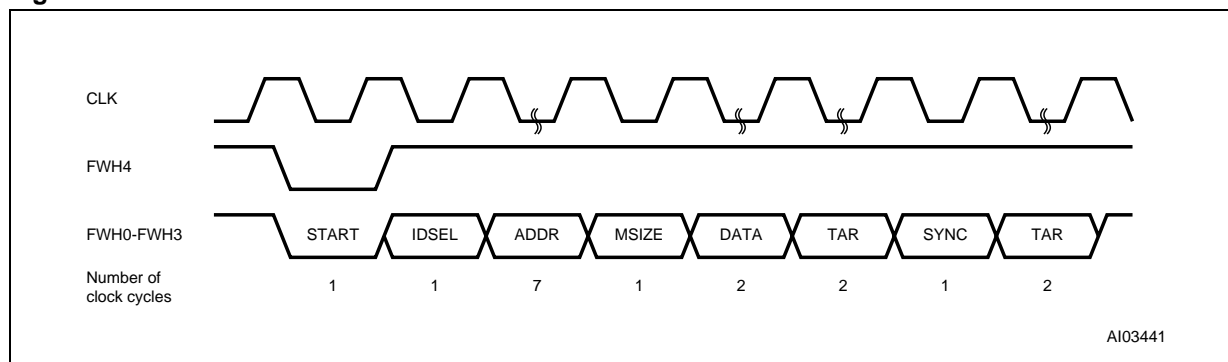 CLK
FWH4
FWH0-FWH3 START IDSEL ADDR MSIZE DATA TAR SYNC TAR
Number of
clock cycles 1 1 7 1 2 2 1 2
AI03441